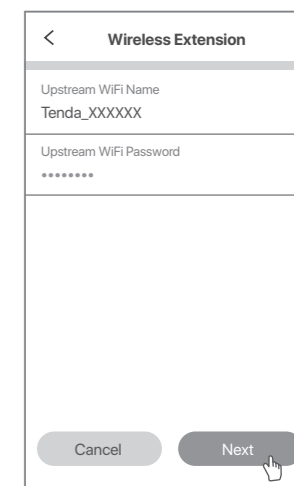 Wireless Extension
Upstream WiFi Name
Tenda_XXXXXX
Upstream WiFi Password
••••••••
Cancel
Next